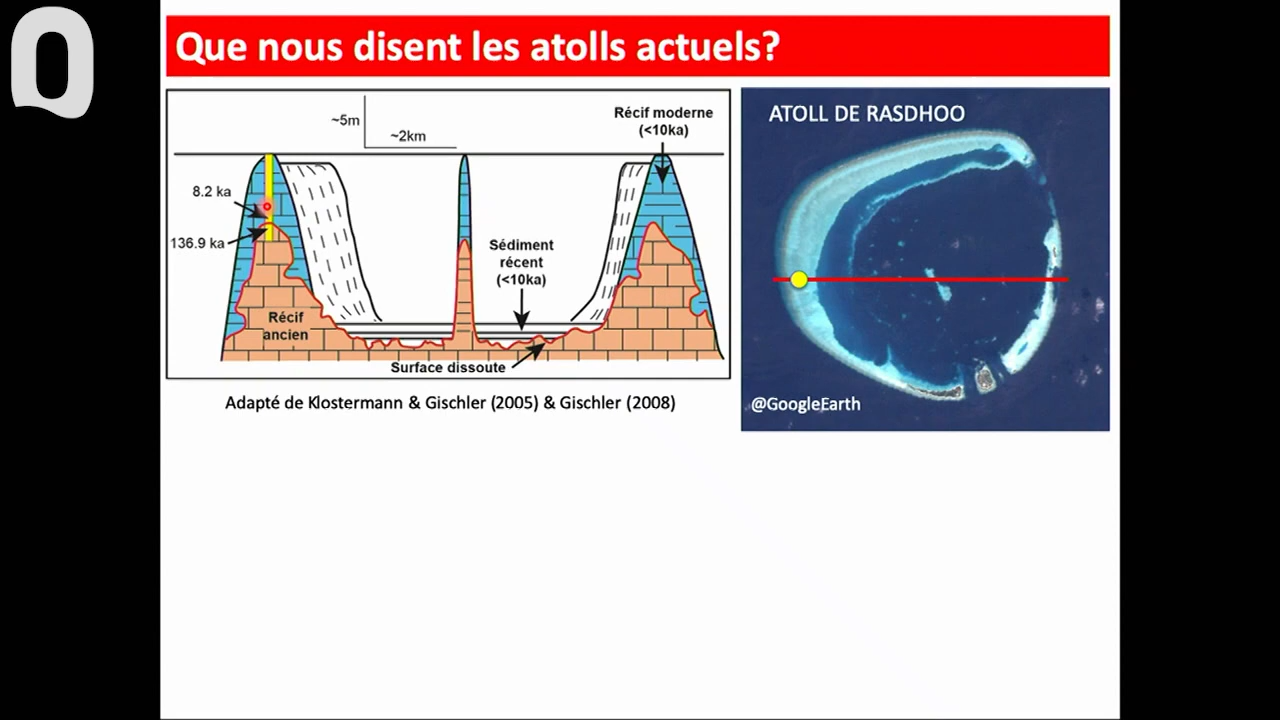 Q
Que nous disent les atolls actuels?
~5m
~2km
Récif moderne
(<10ka)
8.2 ka
136.9 ka
Sédiment
récent
(<10ka)
Récif
ancien
Surface dissoute
Adapté de Klostermann & Gischler (2005) & Gischler (2008)
ATOLL DE RASDHOO
@GoogleEarth